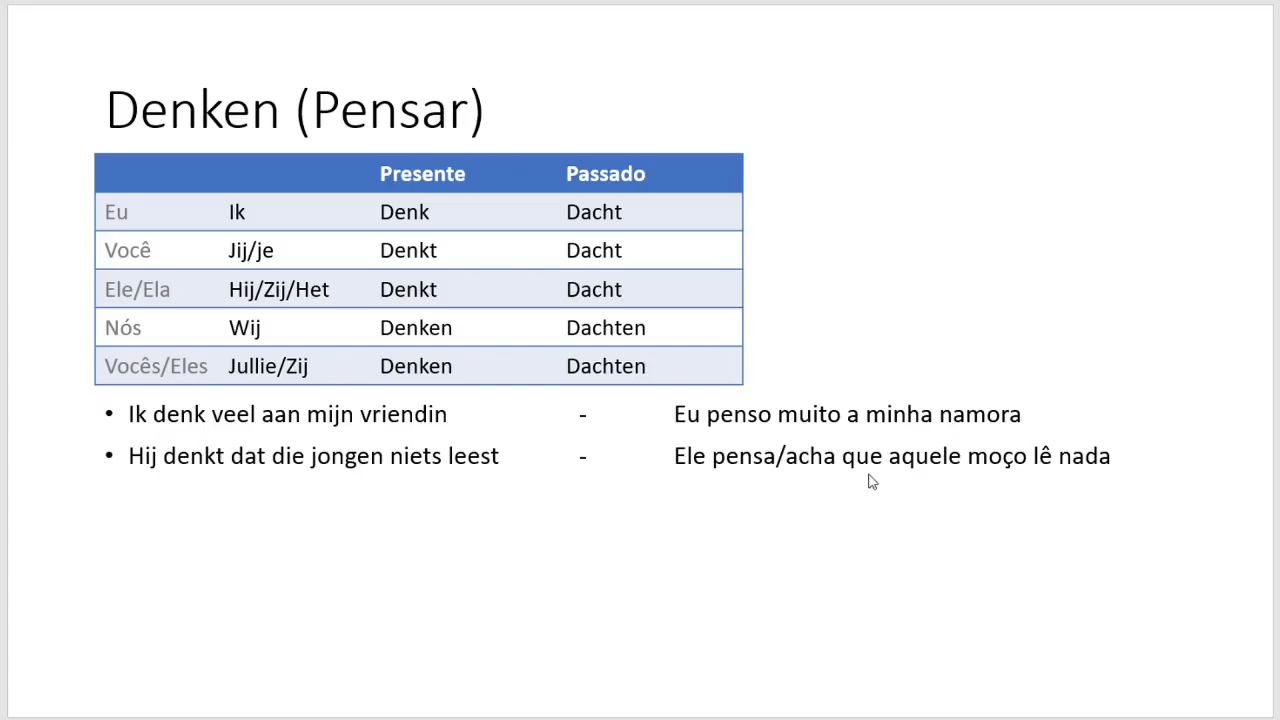 Denken (Pensar)
Presente Passado
Eu Ik Denk Dacht
Você Jij/je Denkt Dacht
Ele/Ela Hij/Zij/Het Denkt Dacht
Nós Wij Denken Dachten
Vocês/Eles Jullie/Zij Denken Dachten
• Ik denk veel aan mijn vriendin - Eu penso muito a minha namora
• Hij denkt dat die jongen niets leest - Ele pensa/acha que aquele moço lê nada